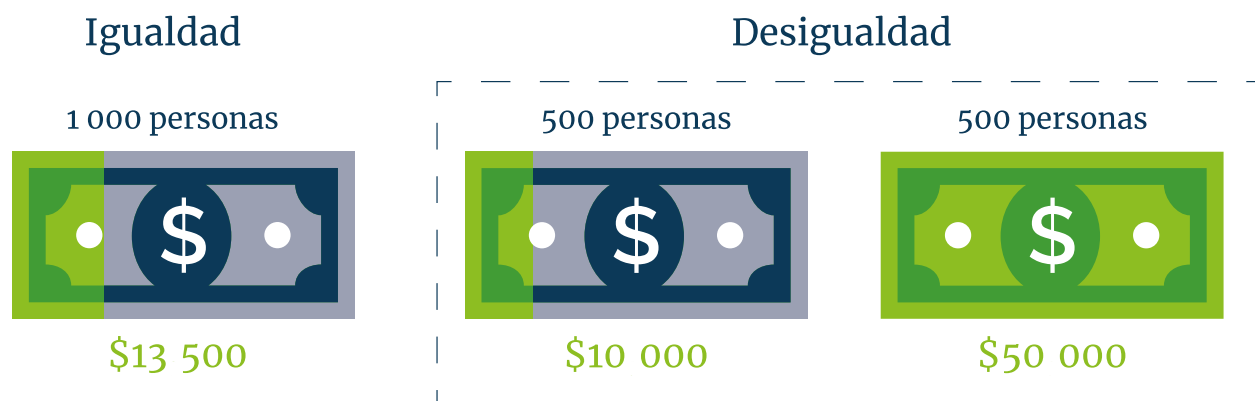 Igualdad
Desigualdad
1 000 personas
500 personas
500 personas
$
$
$
$13 500
$10 000
$50 000